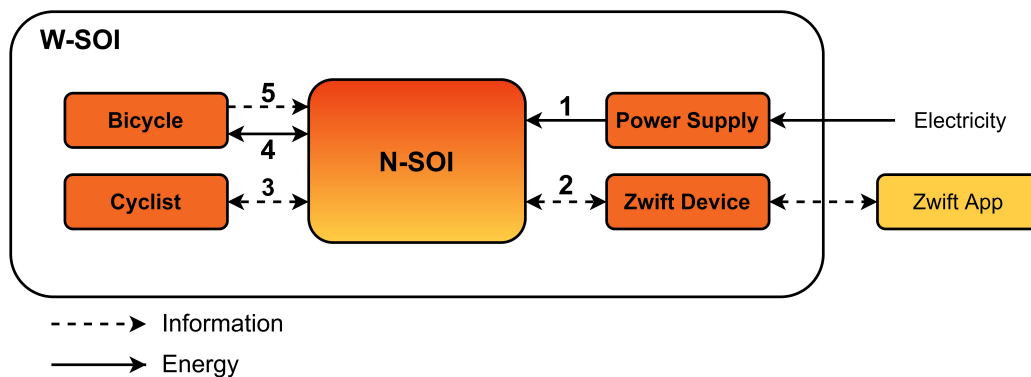 W-SOI
5
Bicycle
4
Cyclist
3
N-SOI
1
Power Supply
Electricity
2
Zwift Device
Zwift App
Information
Energy